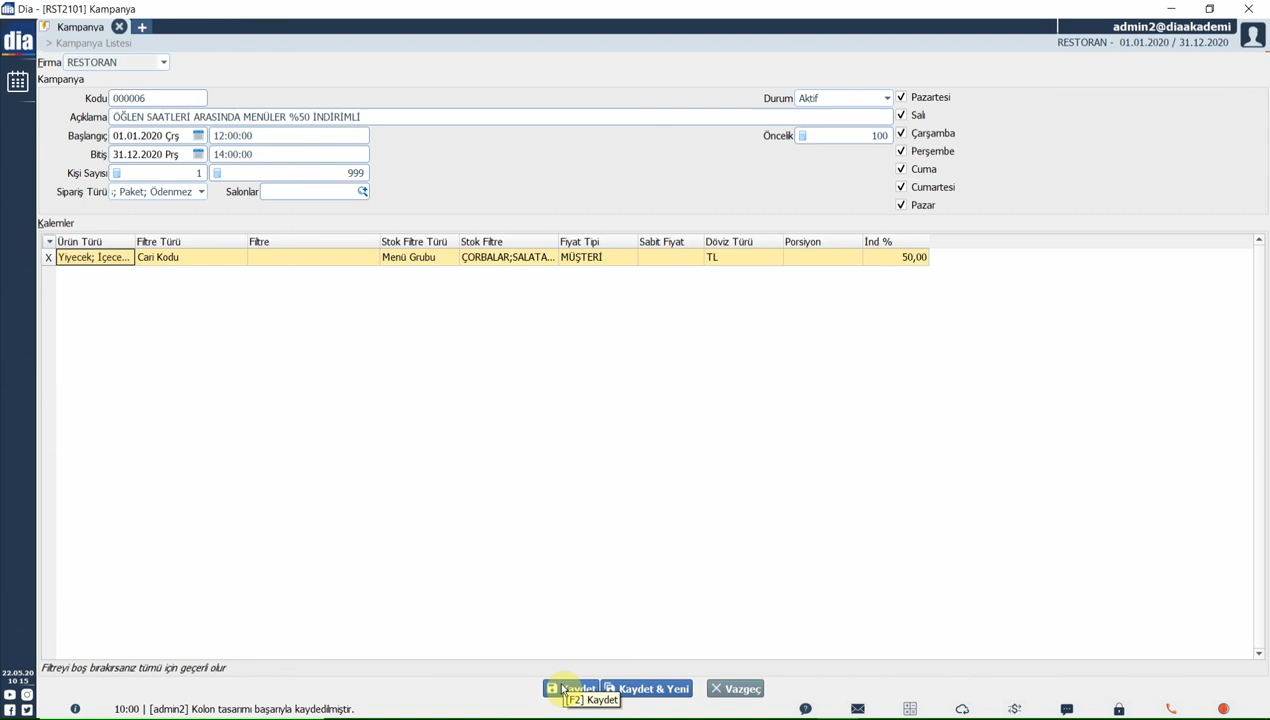 Dia - [RST2101] Kampanya
Kampanya
admin2@diaakademi
dia
> Kampanya Listesi
RESTORAN - 01.01.2020 / 31.12.2020
Firma RESTORAN
Kampanya
Kodu 000006
Durum Aktif
Pazartesi
Açıklama ÖĞLEN SAATLERİ ARASINDA MENÜLER %50 İNDİRİMLİ
Salı
Başlangıç 01.01.2020 Çrş 12:00:00
Öncelik 100
Çarşamba
Bitiş 31.12.2020 Prş 14:00:00
Perşembe
Kişi Sayısı 1 999
Cuma
Sipariş Türü ; Paket; Ödenmez Salonlar
Cumartesi
Pazar
Kalemler
Ürün Türü Filtre Türü Filtre Stok Filtre Türü Stok Filtre Fiyat Tipi Sabit Fiyat Döviz Türü Porsiyon İnd %
X Yiyecek; İçece... Cari Kodu Menü Grubu ÇORBALAR;SALATA... MÜŞTERİ TL 50,00
Filtreyi boş bırakırsanız tümü için geçerli olur
22.05.20
10 15
Kaydet Kaydet & Yeni Vazgeç
[F2] Kaydet
10:00 | [admin2] Kolon tasarımı başarıyla kaydedilmiştir.